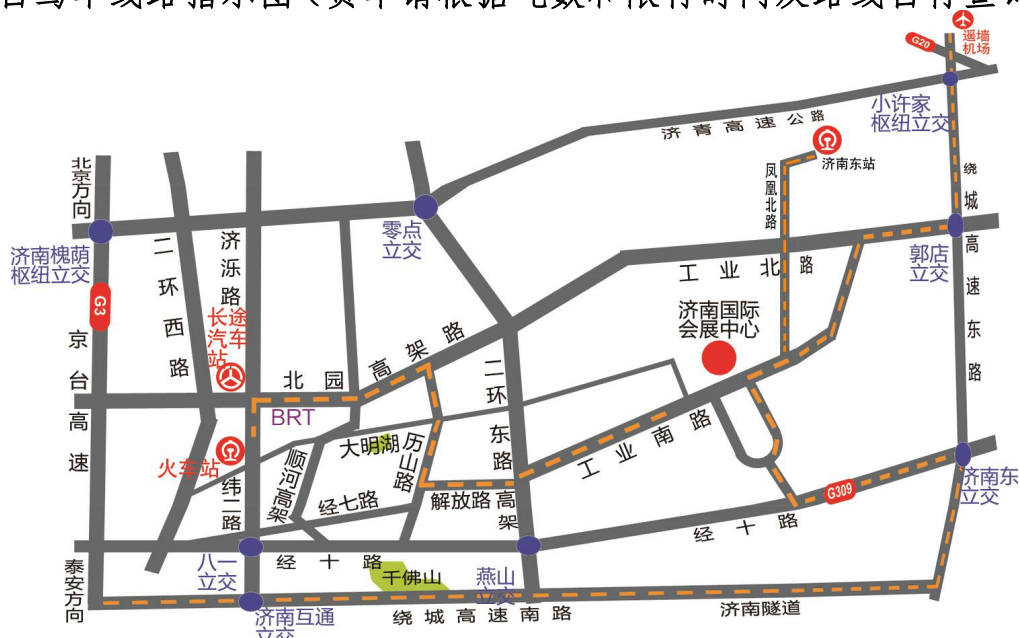 G20
遥墙
机场
小许家
枢纽立交
济青高速公路
济南东站
凤凰北路
绕城高速东路
北京方向
济南槐荫
枢纽立交
二环西路
济泺路
零点
立交
郭店
立交
工业北路
济南国际
会展中心
G3
京台高速
长途
汽车
站
北园高架路
BRT
二环东路高架
火车站
大明湖
历山路
顺河高架
工业南路
纬二路
经七路
解放路
G309
济南东
立交
经十路
八一
立交
经十路
千佛山
燕山
立交
泰安方向
济南互通
立交
绕城高速南路
济南隧道